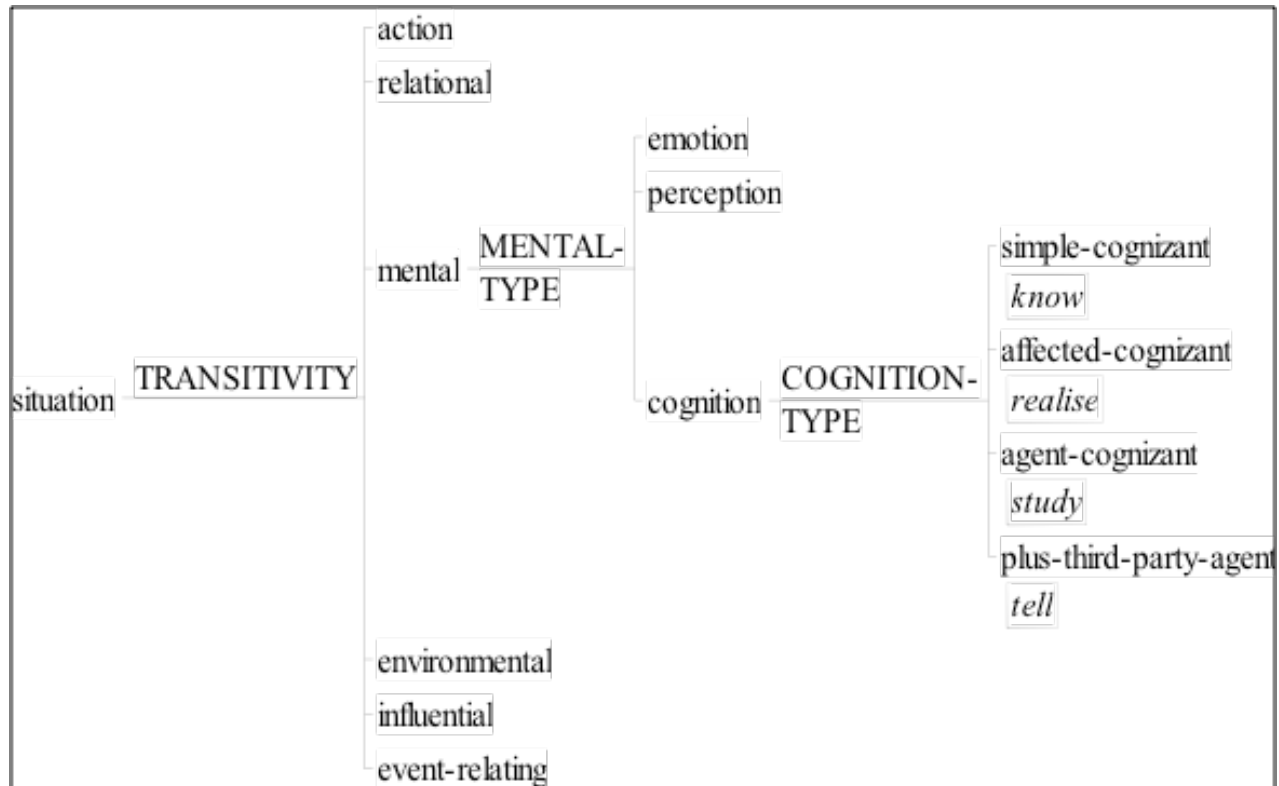 action
relational
emotion
perception
mental
MENTAL-
TYPE
simple-cognizant
know
affected-cognizant
realise
situation
TRANSITIVITY
cognition
COGNITION-
TYPE
agent-cognizant
study
plus-third-party-agent
tell
environmental
influential
event-relating